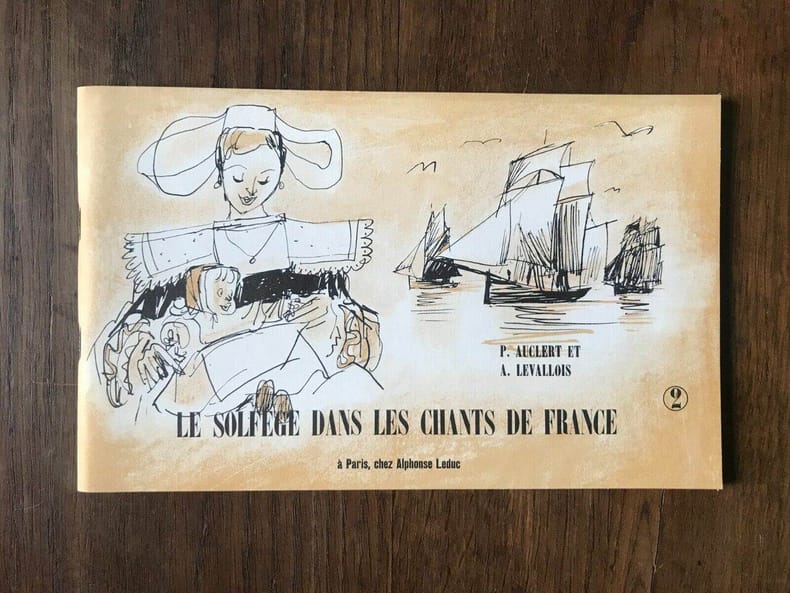 P. AUCLERT ET
A. LEVALLOIS
2
LE SOLFÈGE DANS LES CHANTS DE FRANCE
à Paris, chez Alphonse Leduc